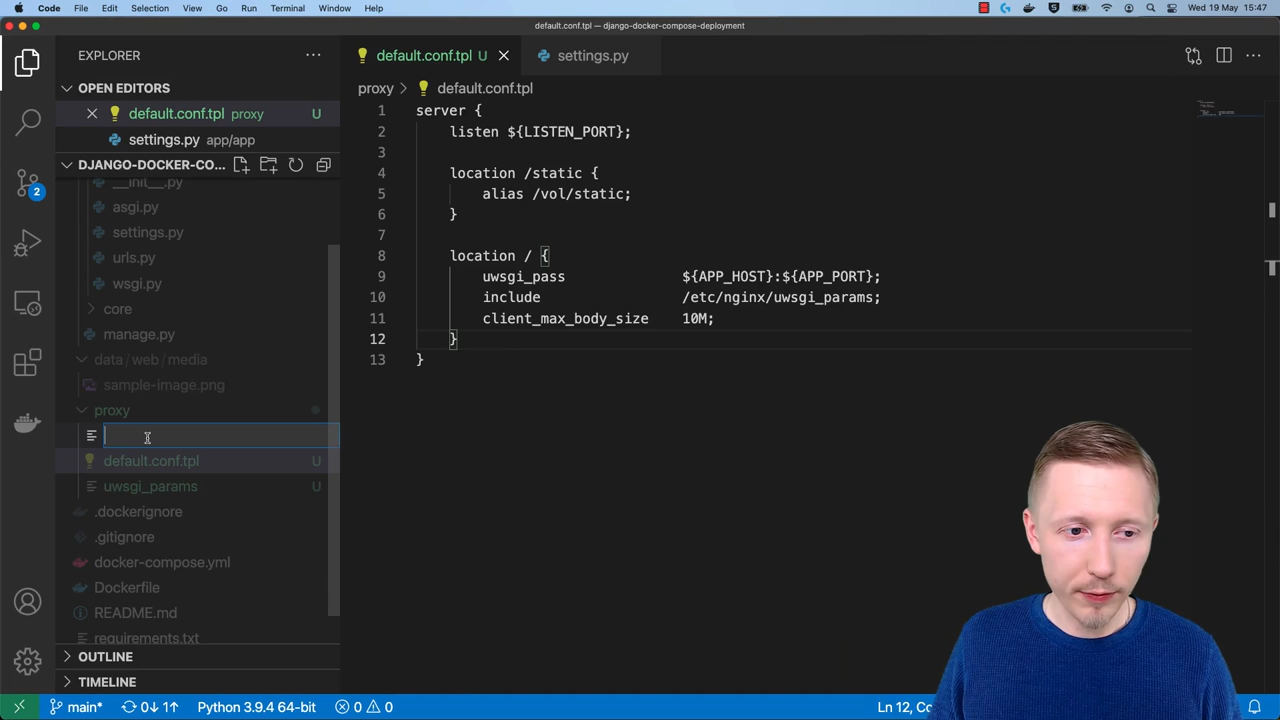 Code File Edit Selection View Go Run Terminal Window Help
Wed 19 May 15:47
default.conf.tpl — django-docker-compose-deployment
EXPLORER
default.conf.tpl U
settings.py
OPEN EDITORS
proxy > default.conf.tpl
default.conf.tpl proxy U
settings.py app/app
DJANGO-DOCKER-CO...
__init__.py
asgi.py
settings.py
urls.py
wsgi.py
core
manage.py
data/web/media
sample-image.png
proxy
default.conf.tpl U
uwsgi_params U
.dockerignore
.gitignore
docker-compose.yml
Dockerfile
README.md
requirements.txt
OUTLINE
TIMELINE
2
1 server {
2 listen ${LISTEN_PORT};
3
4 location /static {
5 alias /vol/static;
6 }
7
8 location / {
9 uwsgi_pass ${APP_HOST}:${APP_PORT};
10 include /etc/nginx/uwsgi_params;
11 client_max_body_size 10M;
12 }
13 }
main* 0↓ 1↑ Python 3.9.4 64-bit 0 0
Ln 12,